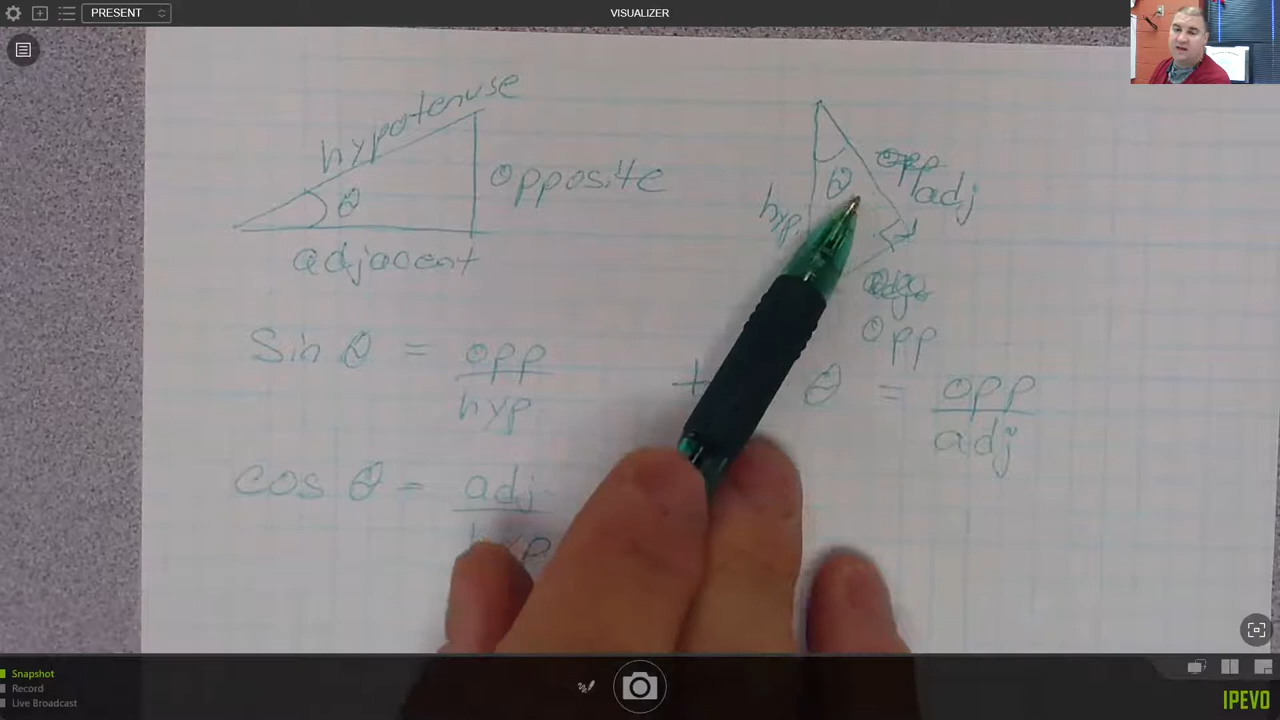 PRESENT
VISUALIZER
hypotenuse
θ
opposite
adjacent
opp
adj
θ
hyp.
opp
Sin θ = opp
hyp
θ = opp
adj
cos θ = adj
hyp
Snapshot
Record
Live Broadcast
IPEVO